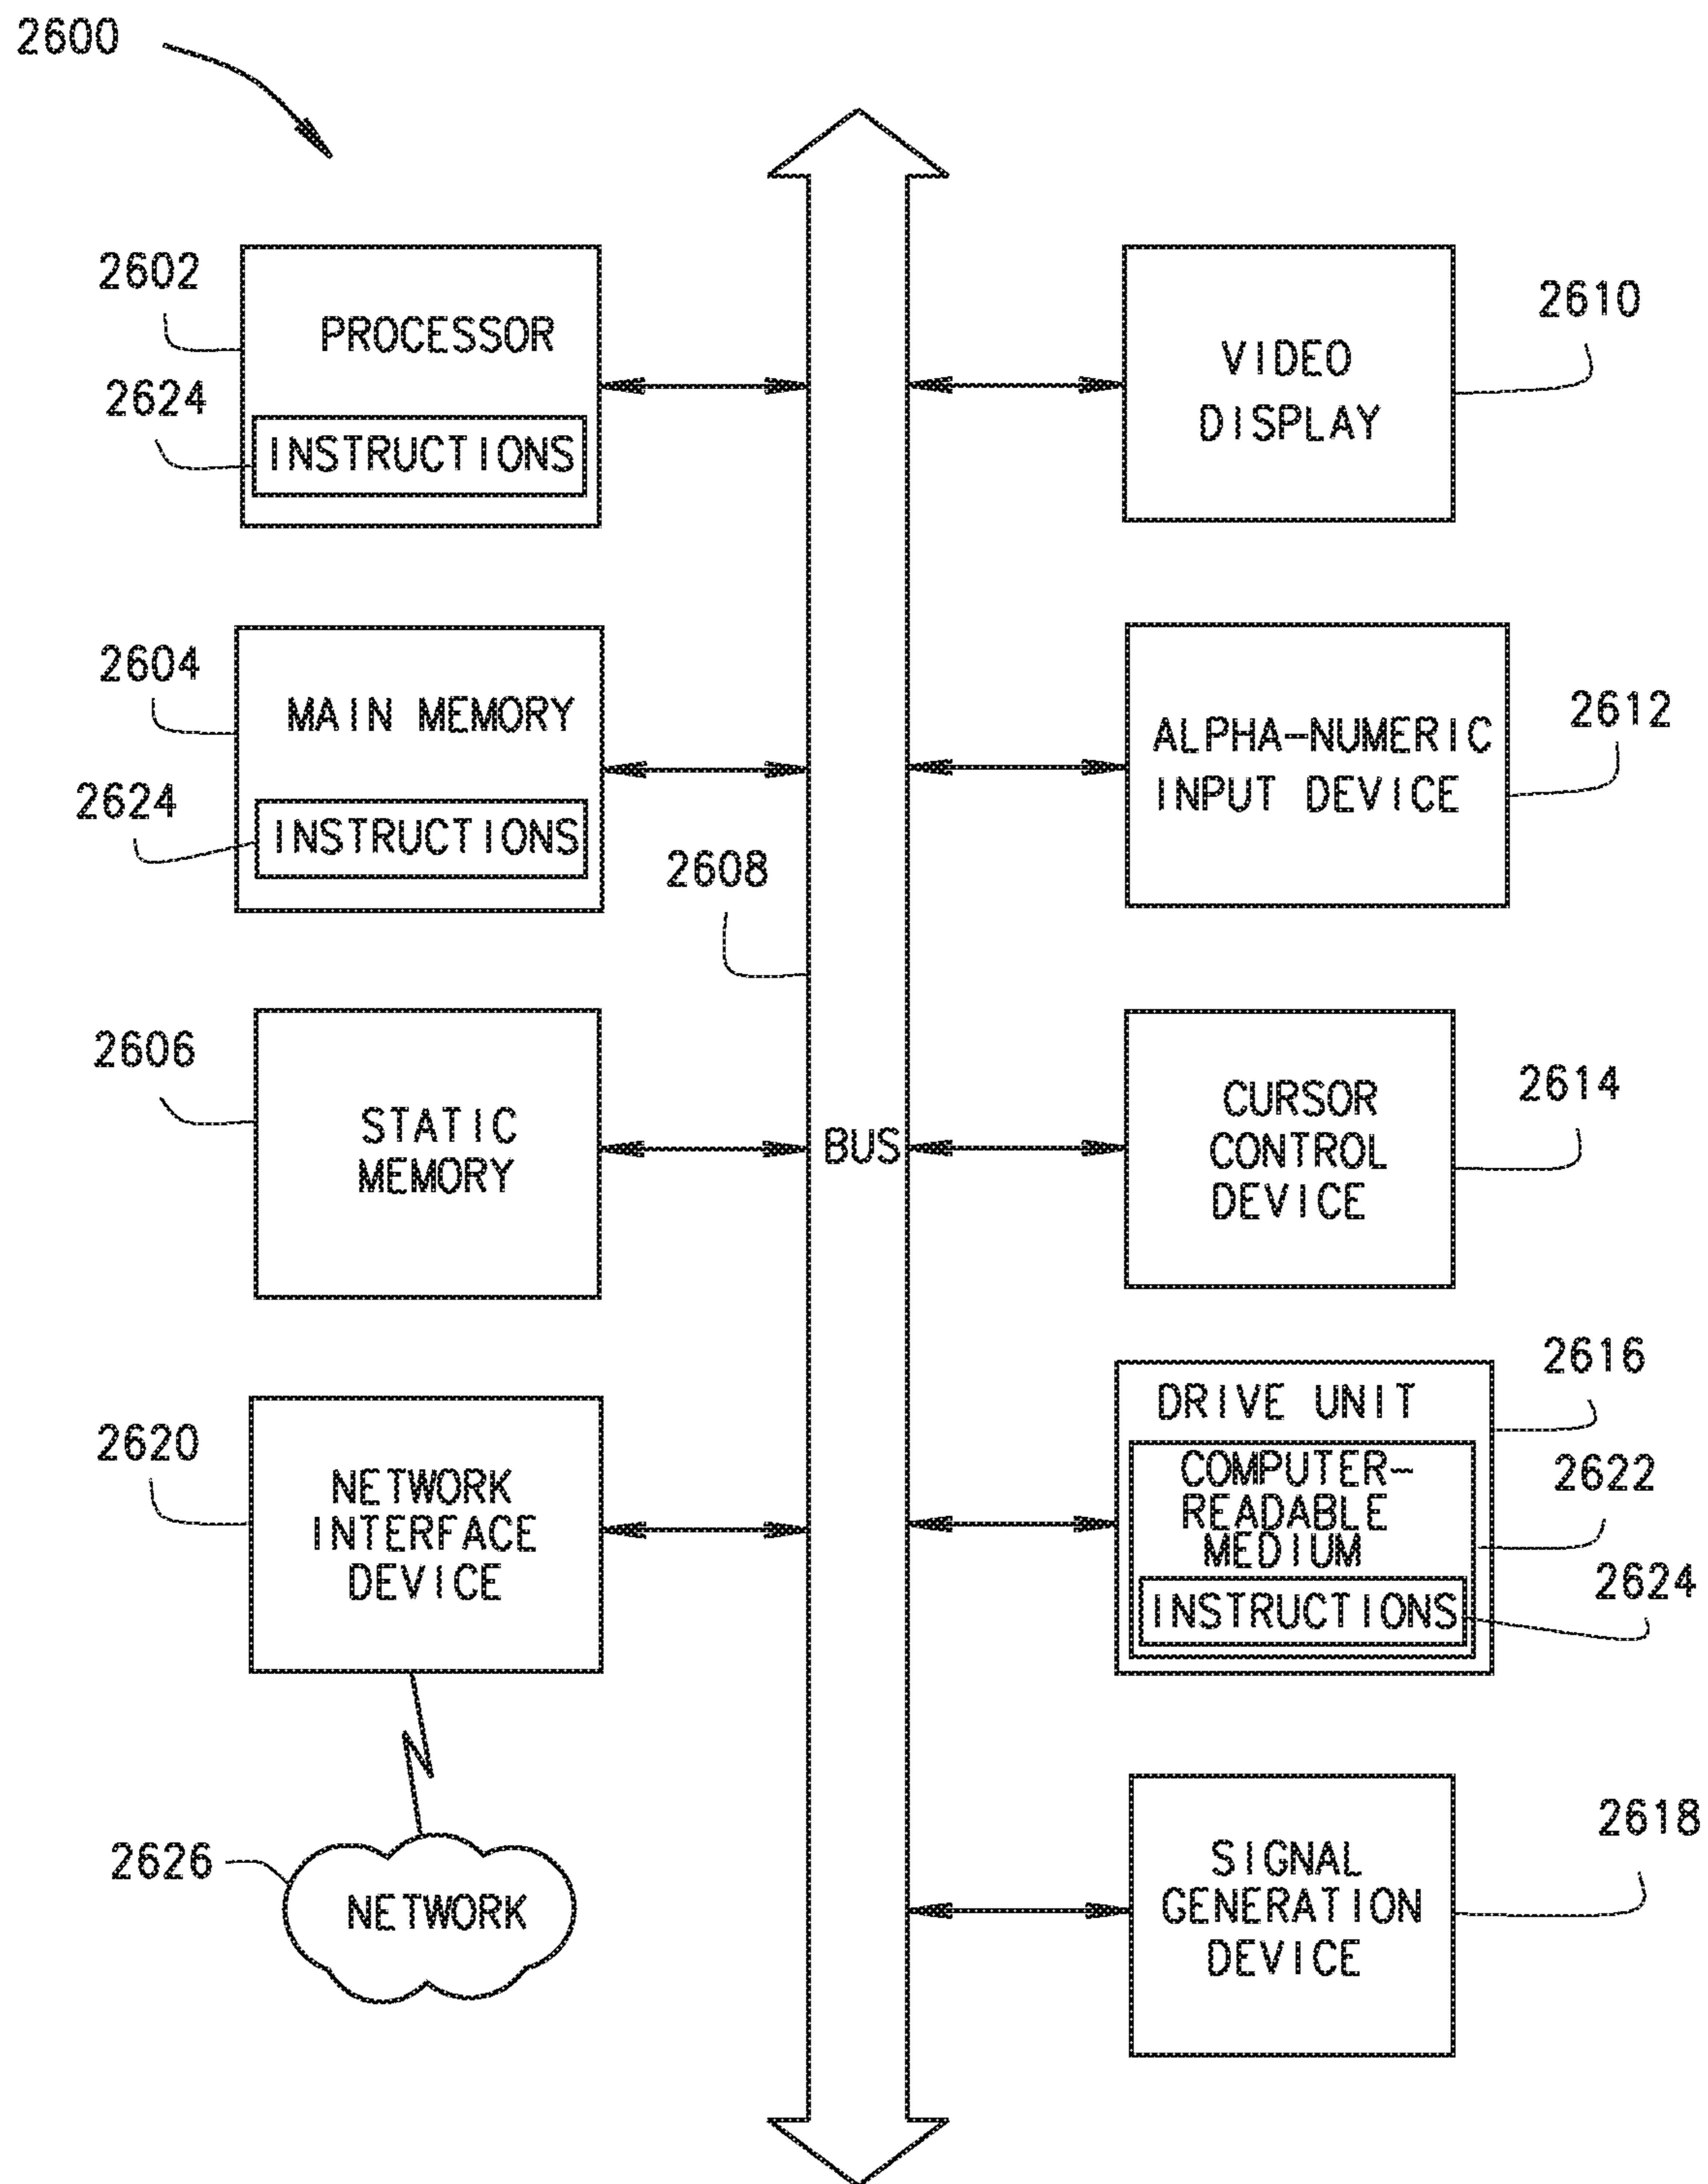 2600
2602
PROCESSOR
2624
INSTRUCTIONS
2604
MAIN MEMORY
2624
INSTRUCTIONS
2606
STATIC
MEMORY
2620
NETWORK
INTERFACE
DEVICE
2626
NETWORK
2608
BUS
VIDEO
DISPLAY
2610
ALPHA-NUMERIC
INPUT DEVICE
2612
CURSOR
CONTROL
DEVICE
2614
DRIVE UNIT
2616
COMPUTER-
READABLE
MEDIUM
2622
INSTRUCTIONS
2624
SIGNAL
GENERATION
DEVICE
2618